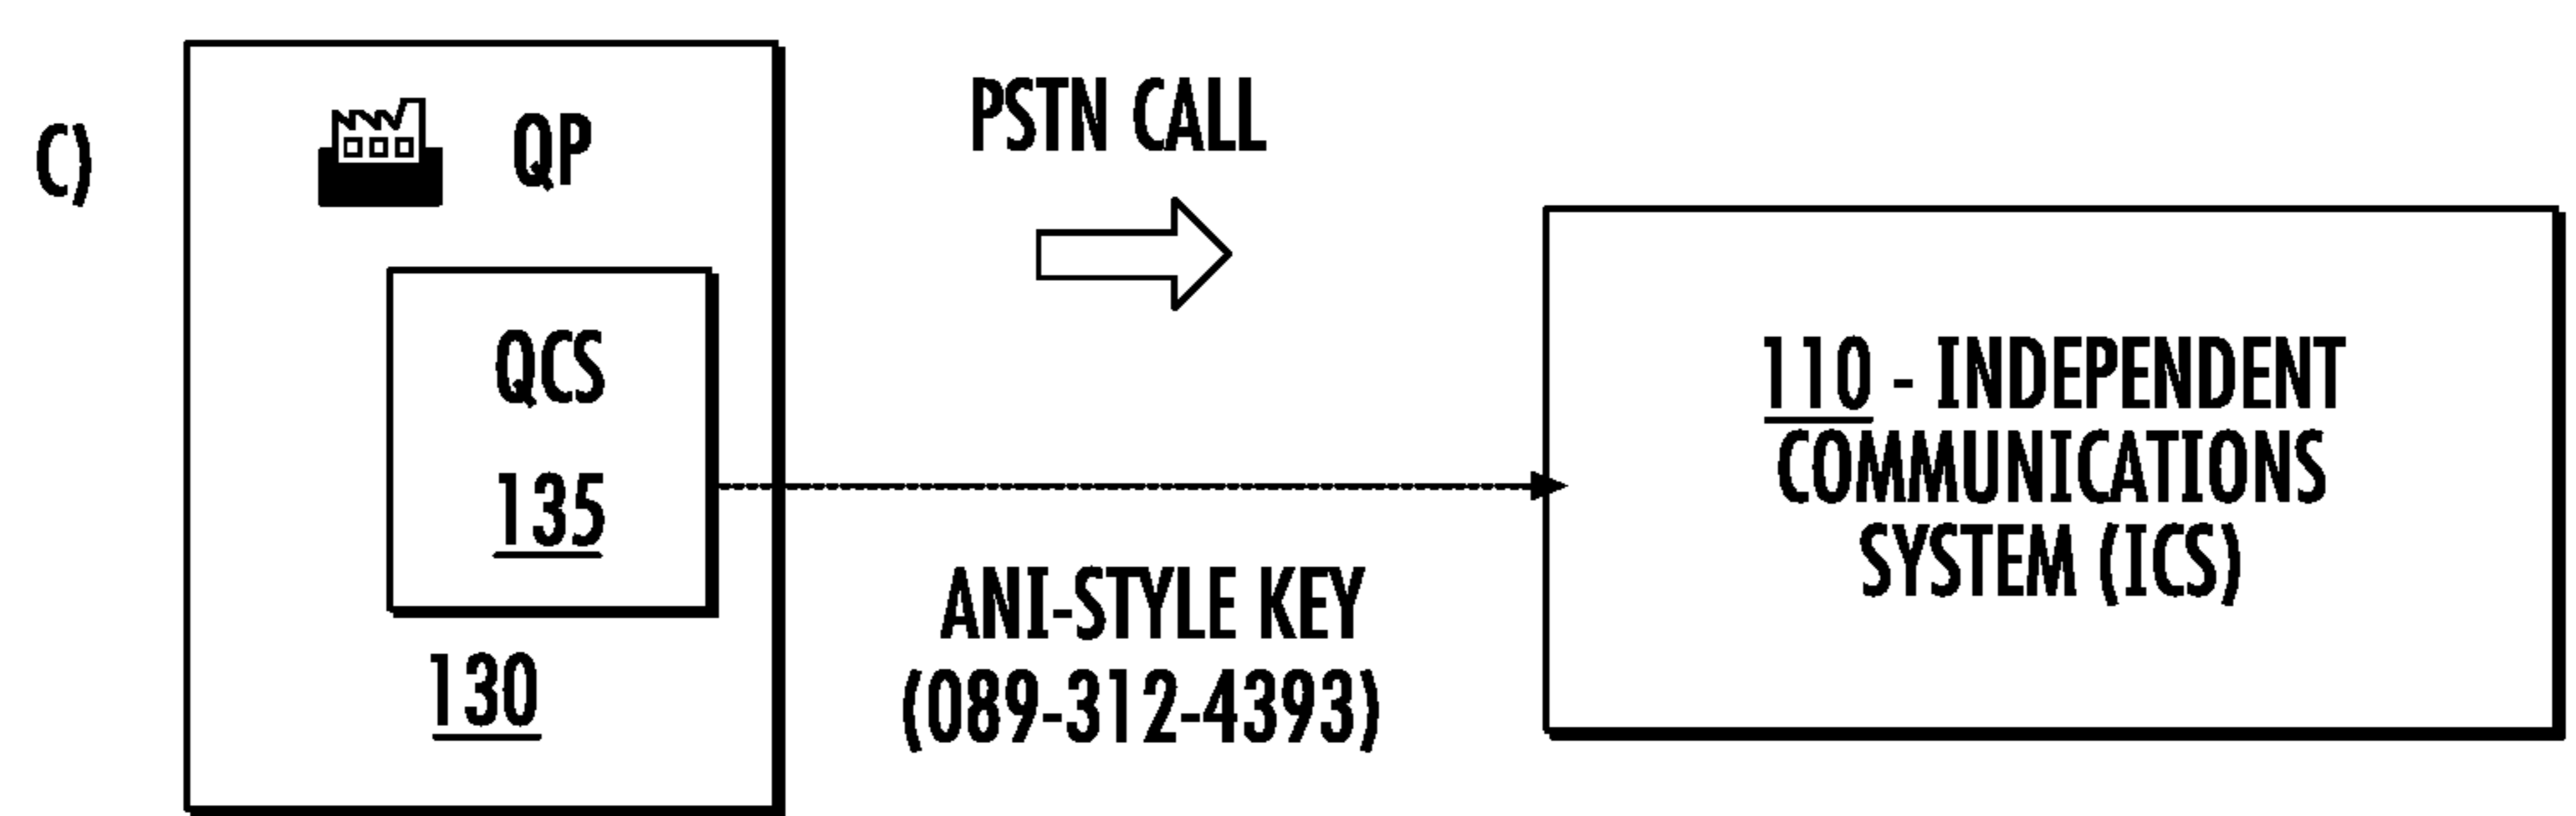 C)
QP
QCS
135
130
PSTN CALL
ANI-STYLE KEY
(089-312-4393)
110 - INDEPENDENT
COMMUNICATIONS
SYSTEM (ICS)